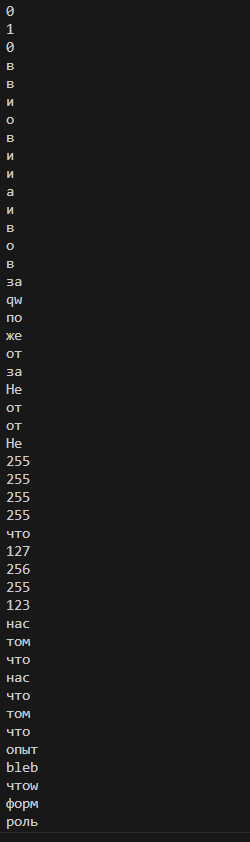 0
1
0
в
в
и
о
в
и
и
а
и
в
о
в
за
qw
по
же
от
за
Не
от
от
Не
255
255
255
255
что
127
256
255
123
нас
том
что
нас
что
том
что
опыт
bleb
чтоw
форм
роль